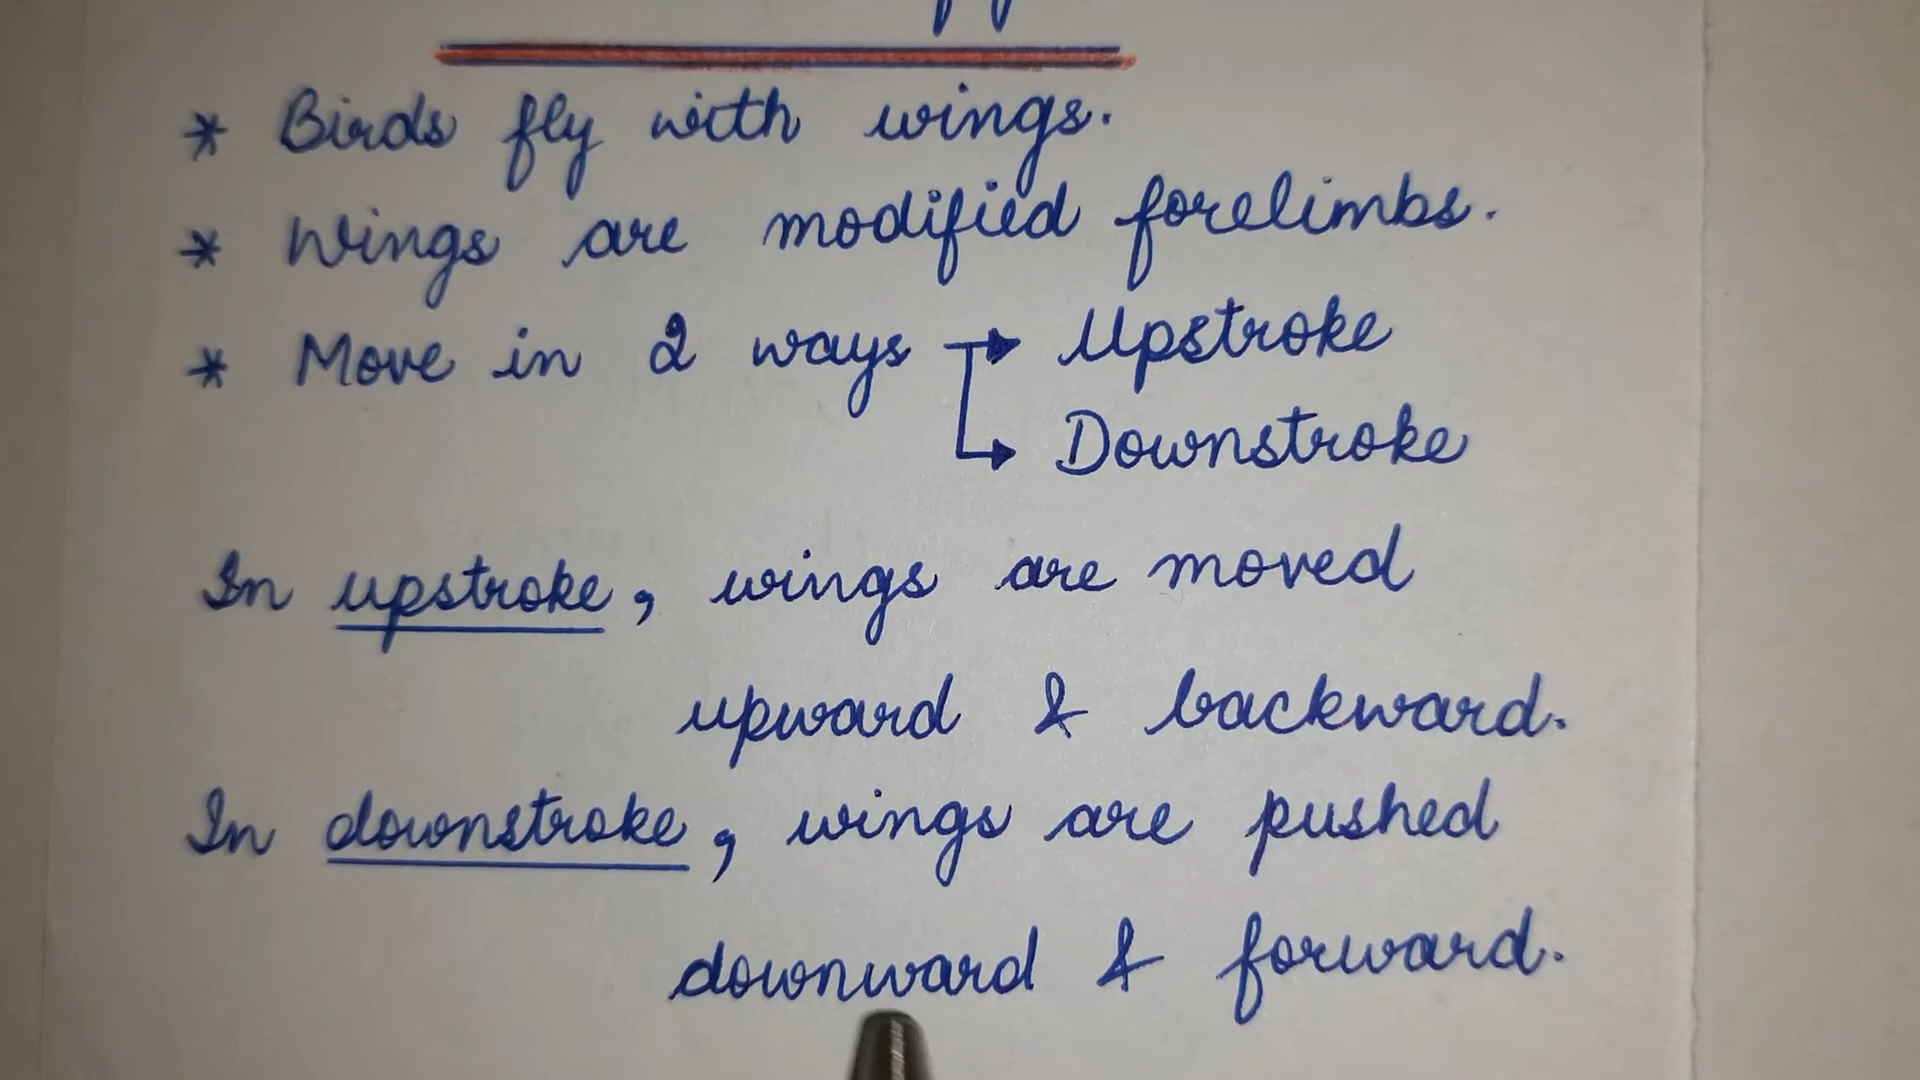 * Birds fly with wings.
* Wings are modified forelimbs.
* Move in 2 ways → Upstroke
→ Downstroke
In upstroke, wings are moved
upward & backward.
In downstroke, wings are pushed
downward & forward.